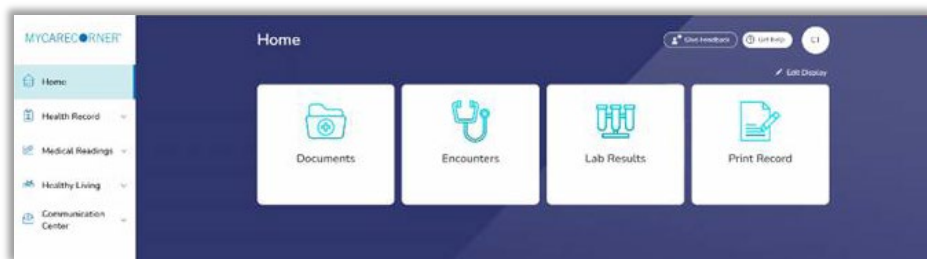 MYCARECORNER
Home
Health Record
Medical Readings
Healthy Living
Communication
Center
Home
Give Feedback
Get Help
CT
Edit Display
Documents
Encounters
Lab Results
Print Record